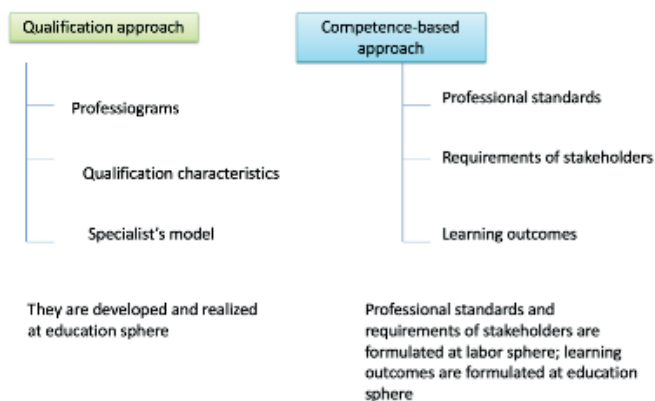 Qualification approach
Professiograms
Qualification characteristics
Specialist's model
They are developed and realized
at education sphere
Competence-based
approach
Professional standards
Requirements of stakeholders
Learning outcomes
Professional standards and
requirements of stakeholders are
formulated at labor sphere; learning
outcomes are formulated at education
sphere